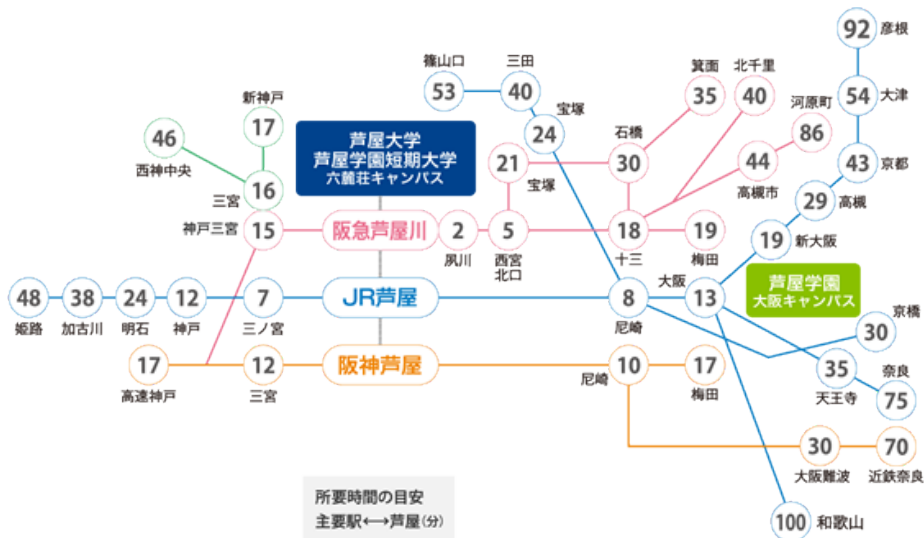 92
彦根
篠山口
三田
箕面
北千里
53
40
35
40
河原町
54
大津
新神戸
宝塚
17
24
石橋
86
46
芦屋大学
芦屋学園短期大学
六麓荘キャンパス
21
30
44
43
京都
西神中央
宝塚
高槻市
29
高槻
三宮
16
神戸三宮
15
阪急芦屋川
2
5
18
19
19
新大阪
夙川
西宮
北口
十三
梅田
大阪
芦屋学園
大阪キャンパス
48
38
24
12
7
JR芦屋
8
13
姫路
加古川
明石
神戸
三ノ宮
尼崎
京橋
30
17
12
阪神芦屋
10
17
35
奈良
高速神戸
三宮
尼崎
梅田
天王寺
75
30
70
大阪難波
近鉄奈良
所要時間の目安
主要駅⟷芦屋(分)
100
和歌山